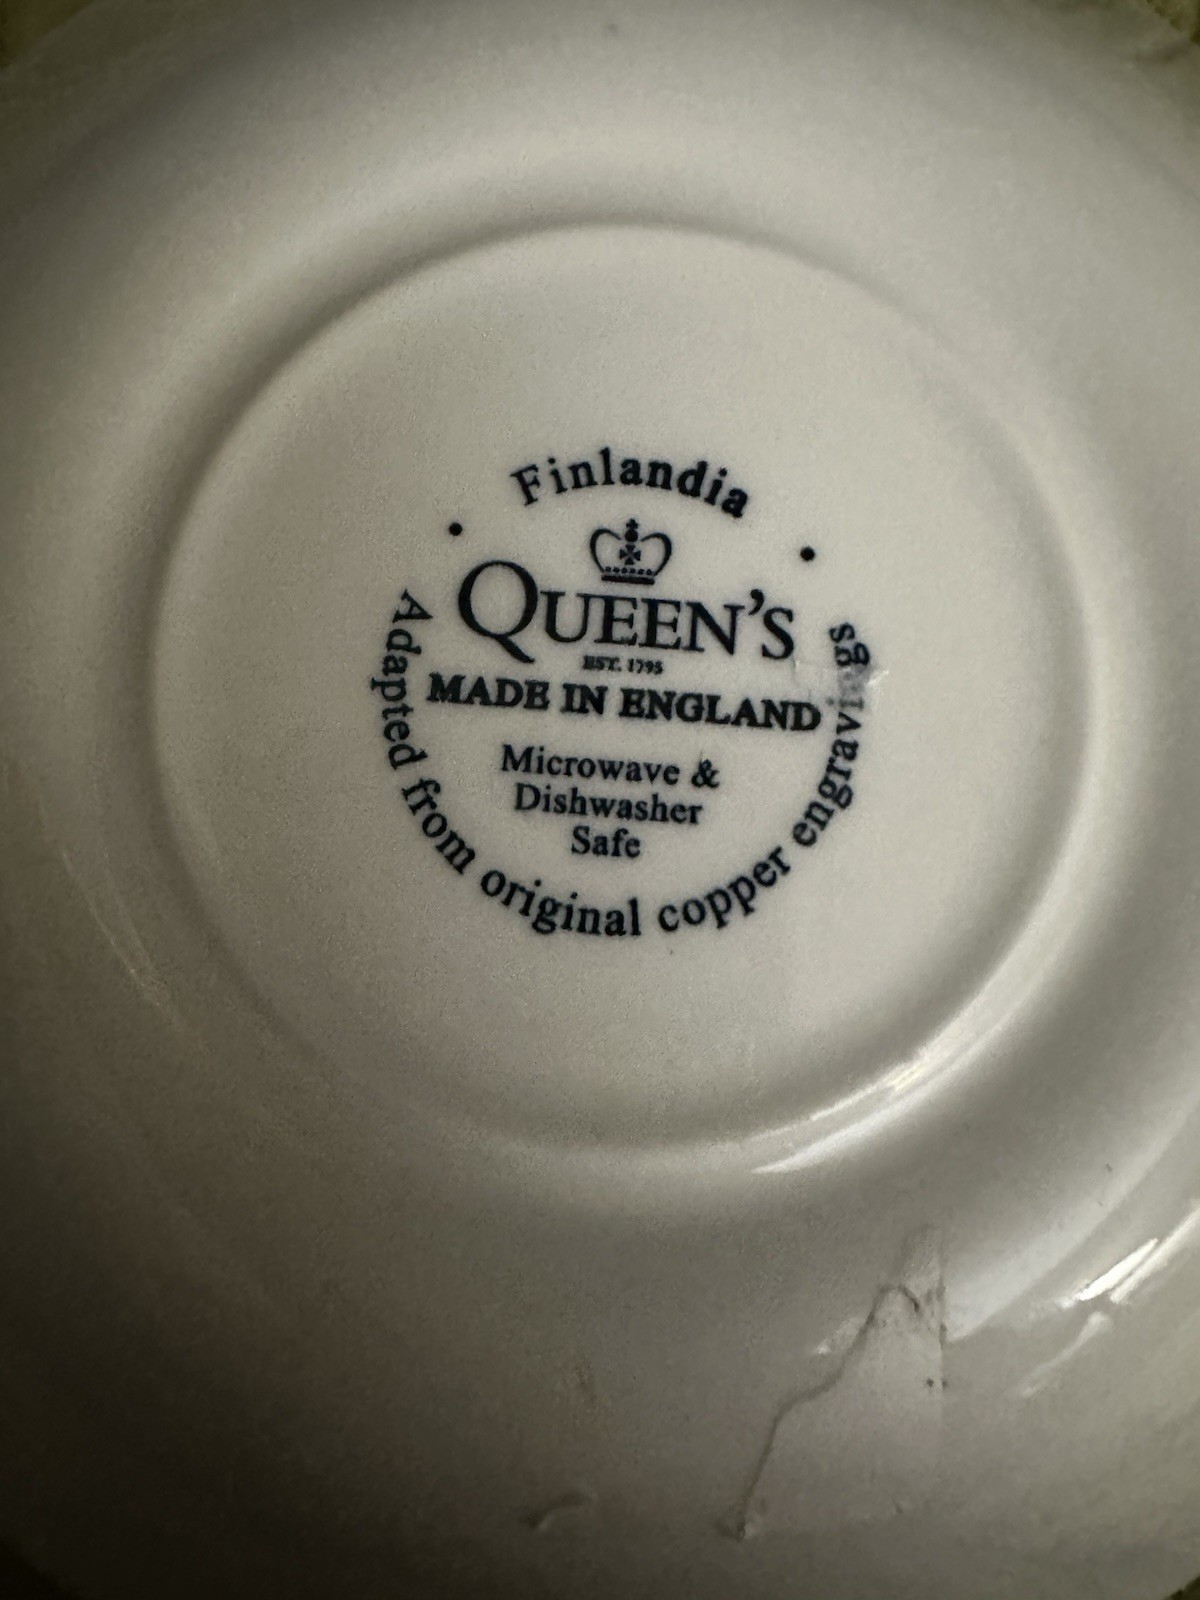 Finlandia
QUEEN'S
EST. 1795
MADE IN ENGLAND
Microwave &
Dishwasher
Safe
Adapted from original copper engravings